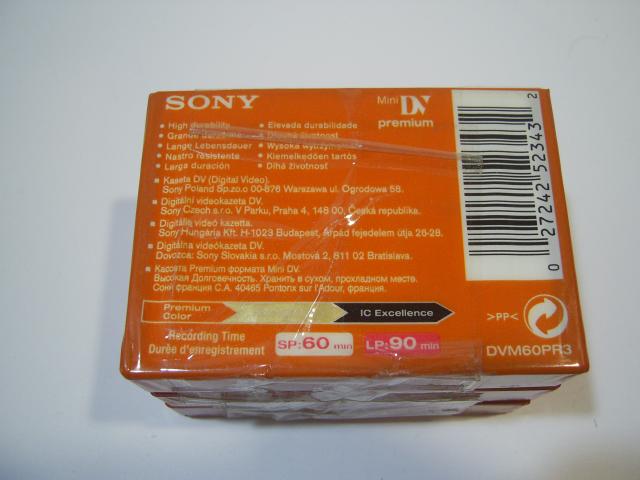 SONY
Mini DV
premium
• High durability
• Grande
• Lange Lebensdauer
• Nastro resistente
• Larga duración
• Elevada durabilidade
• Dlouhá životnost
• Wysoka
• Kiemelkedően tartós
• Dlhá životnosť
■ Kaseta DV (Digital Video).
Sony Poland Sp.zo.o 00-876 Warszawa ul. Ogrodowa 58.
■ Digitální videokazeta DV.
Sony Czech s.r.o. V Parku, Praha 4, 148 00, Česká republika.
■ Digitális videó kazetta.
Sony Hungária Kft. H-1023 Budapest, Árpád fejedelem útja 26-28.
■ Digitálna videokazeta DV.
Dovozca: Sony Slovakia s.r.o. Mostová 2, 811 02 Bratislava.
■ Кассета Premium формата Mini DV.
Высокая Долговечность. Хранить в сухом, прохладном месте.
Сони франция С.А. 40465 Pontonx sur l'Adour, франция.
Premium
Color
IC Excellence
Recording Time
Durée d'enregistrement
SP:60 min
LP:90 min
>PP<
DVM60PR3
0 27242 52343 2